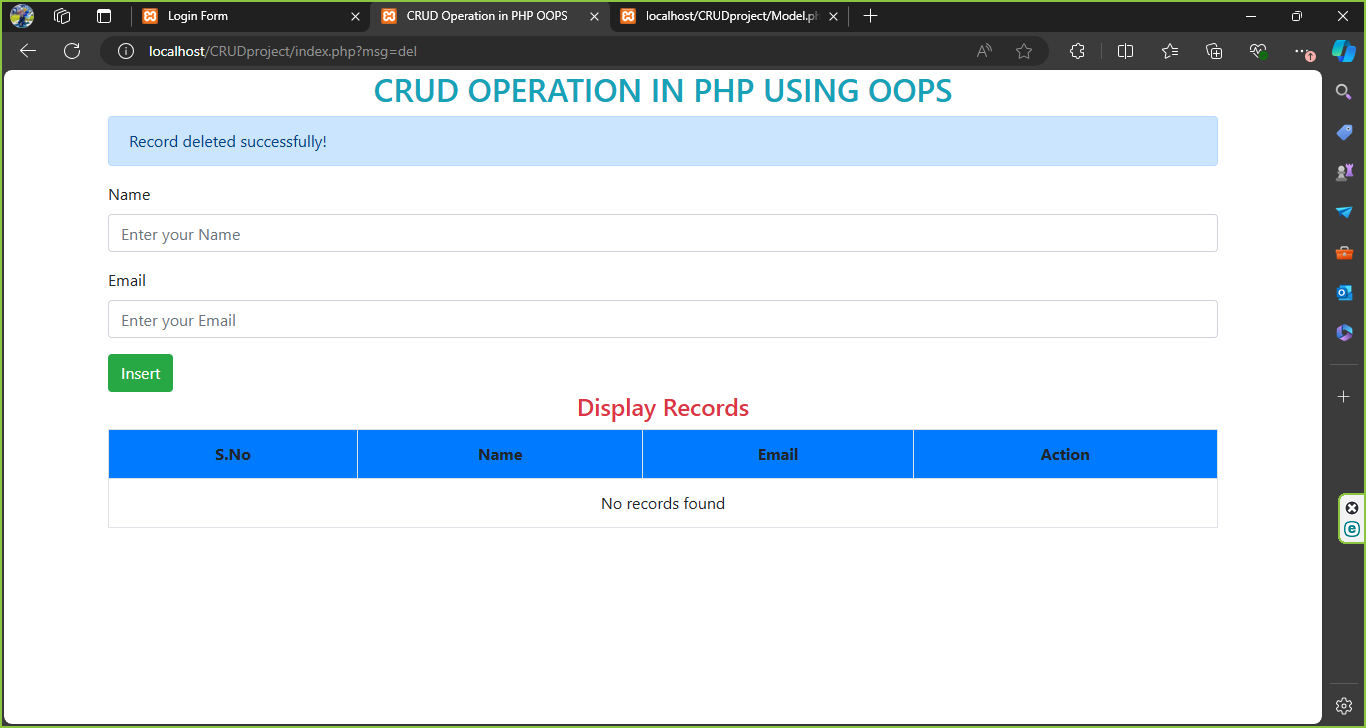 Login Form
CRUD Operation in PHP OOPS
localhost/CRUDproject/Model.ph
localhost/CRUDproject/index.php?msg=del
CRUD OPERATION IN PHP USING OOPS
Record deleted successfully!
Name
Enter your Name
Email
Enter your Email
Insert
Display Records
S.No Name Email Action
No records found